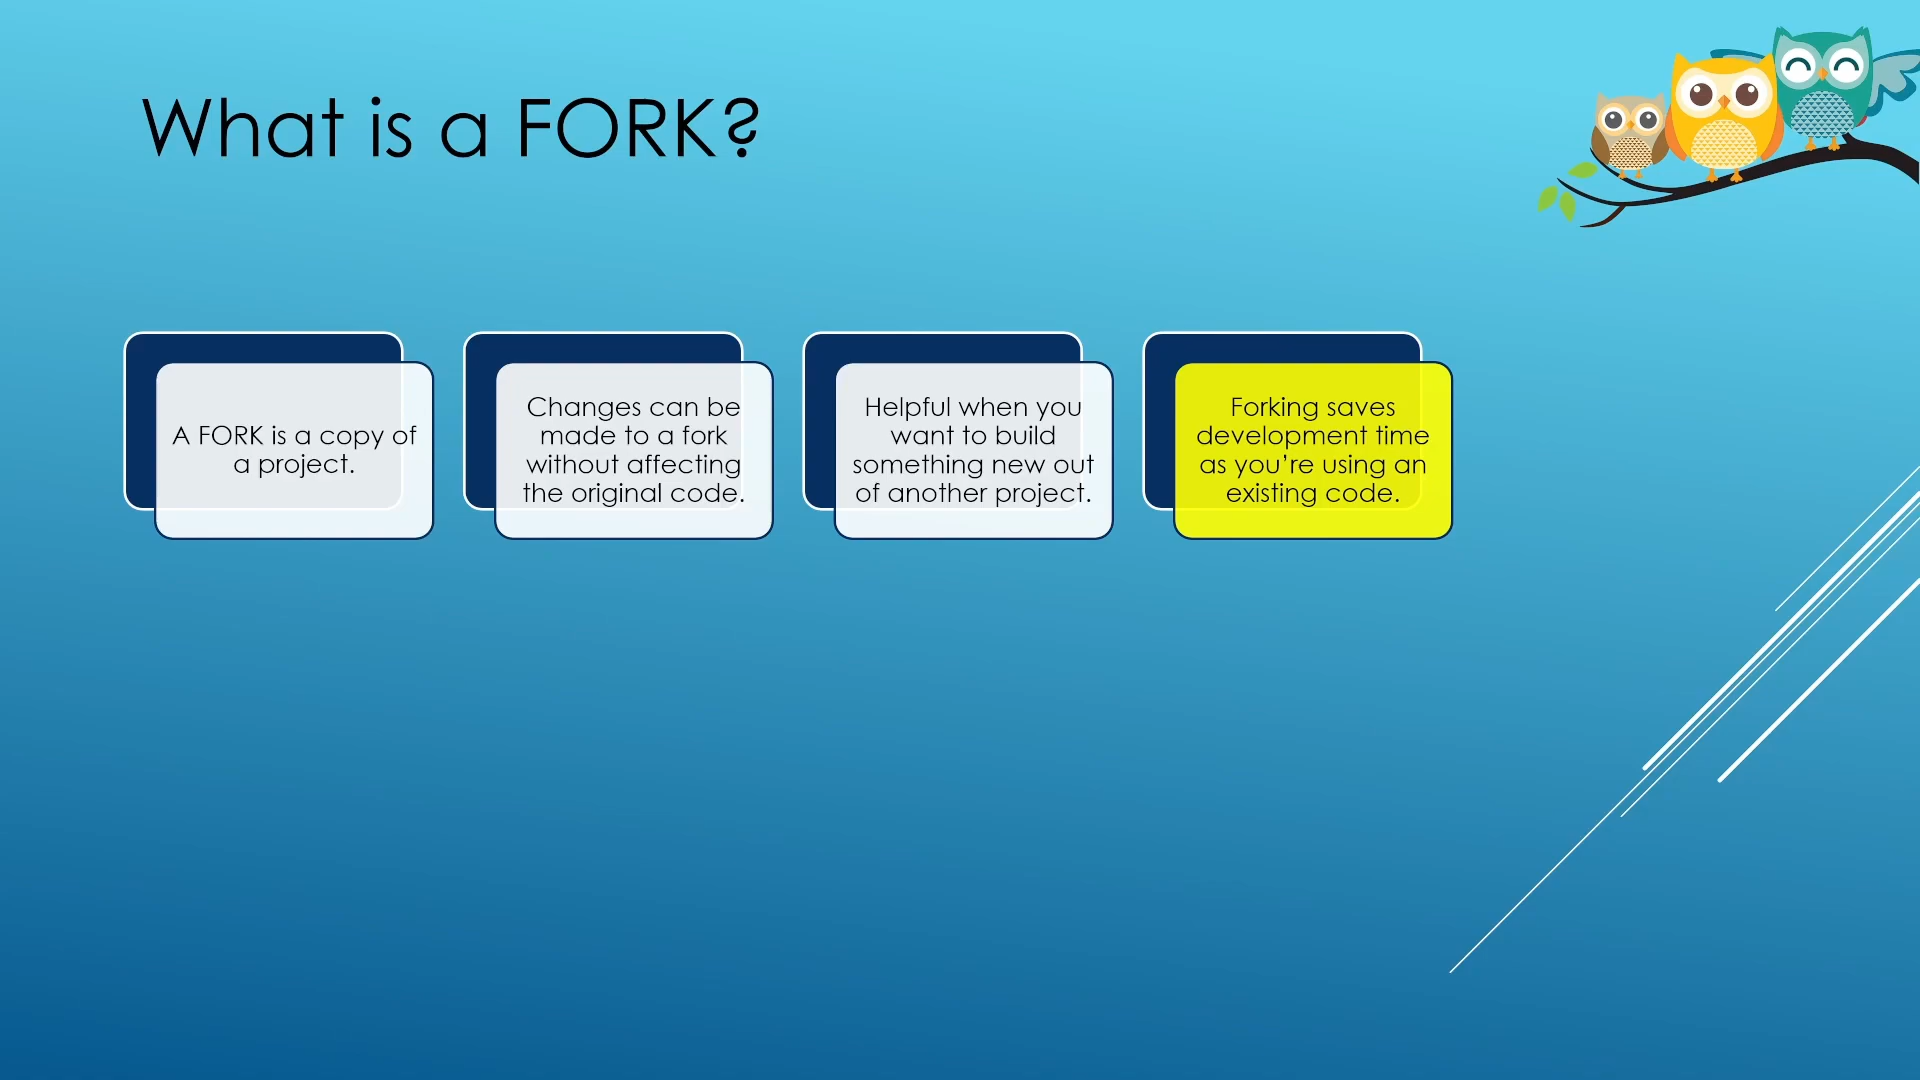 What is a FORK?
A FORK is a copy of
a project.
Changes can be
made to a fork
without affecting
the original code.
Helpful when you
want to build
something new out
of another project.
Forking saves
development time
as you’re using an
existing code.